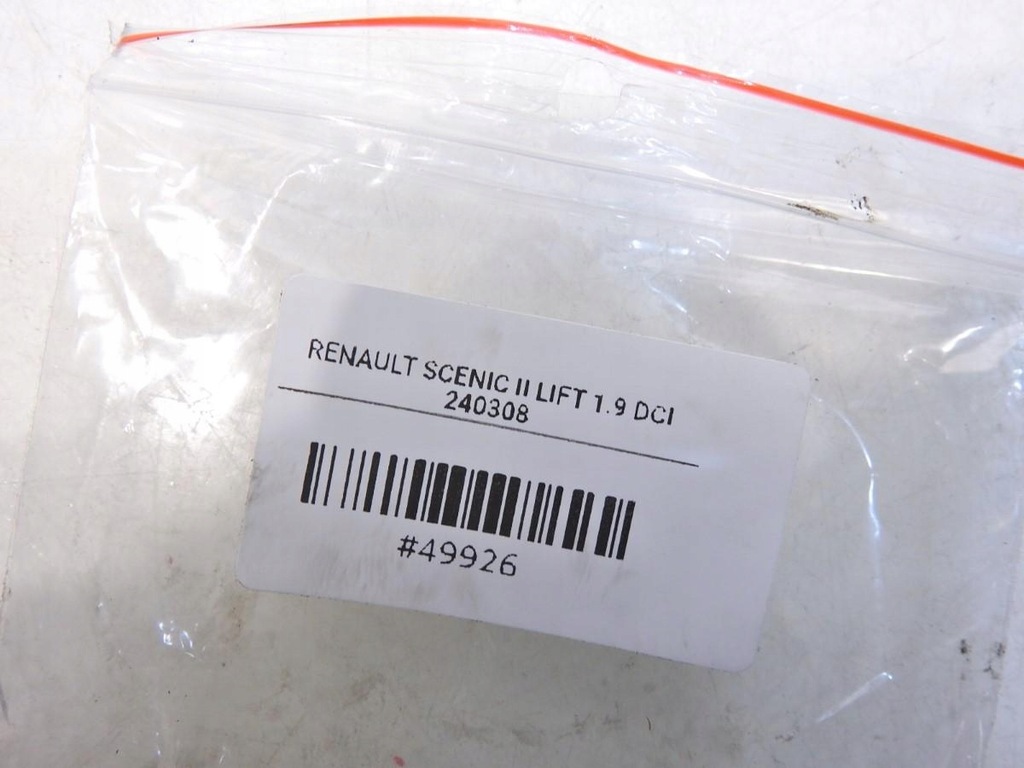 RENAULT SCENIC II LIFT 1.9 DCI
240308
#49926